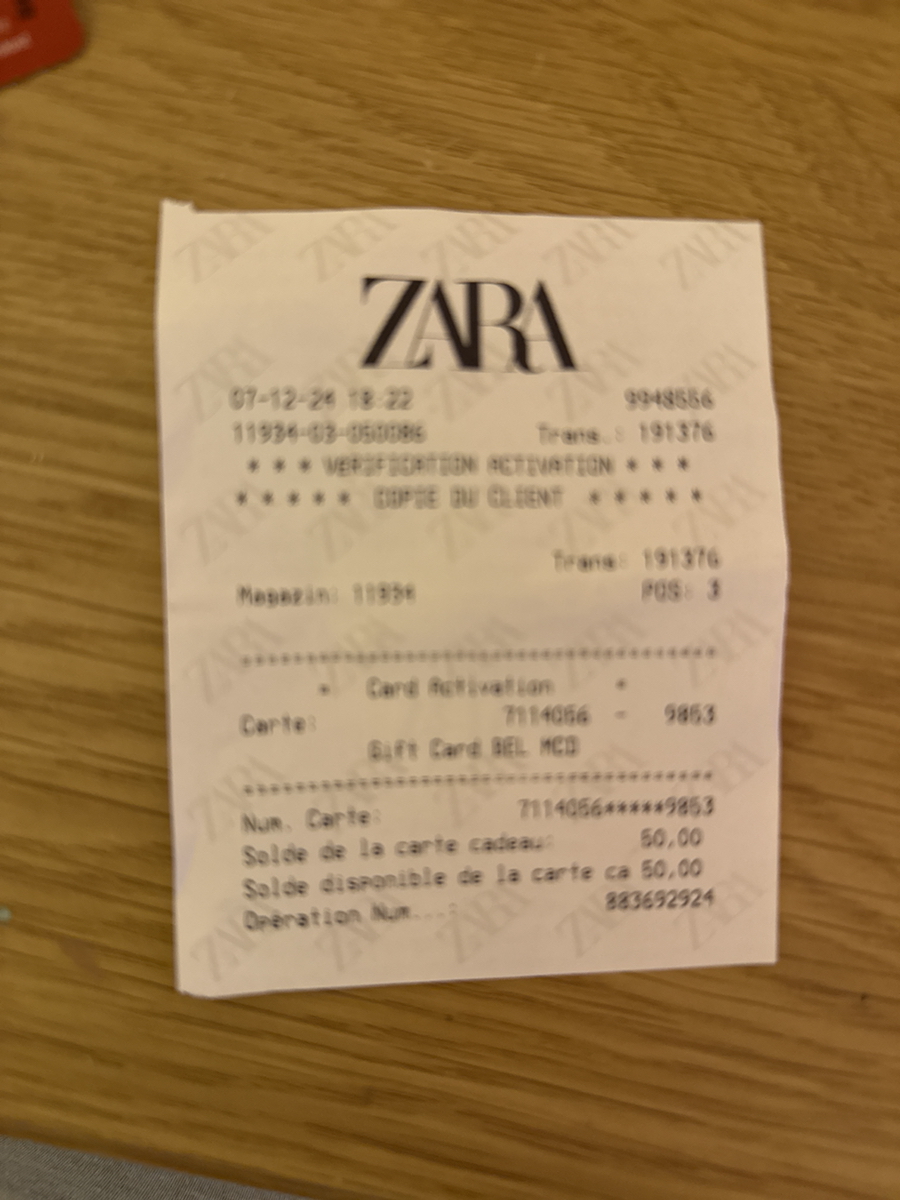 ZARA
07-12-24 18:22 9948556
11934-03-050086 Trans.: 191376
* * * VERIFICATION ACTIVATION * * *
* * * * * COPIE DU CLIENT * * * * *
Trans: 191376
Magazin: 11934 POS: 3
* Card Activation *
Carte: 7114056 - 9853
Gift Card BEL MCD
Num. Carte: 7114056*****9853
Solde de la carte cadeau: 50,00
Solde disponible de la carte ca 50,00
Opération Num...: 883692924